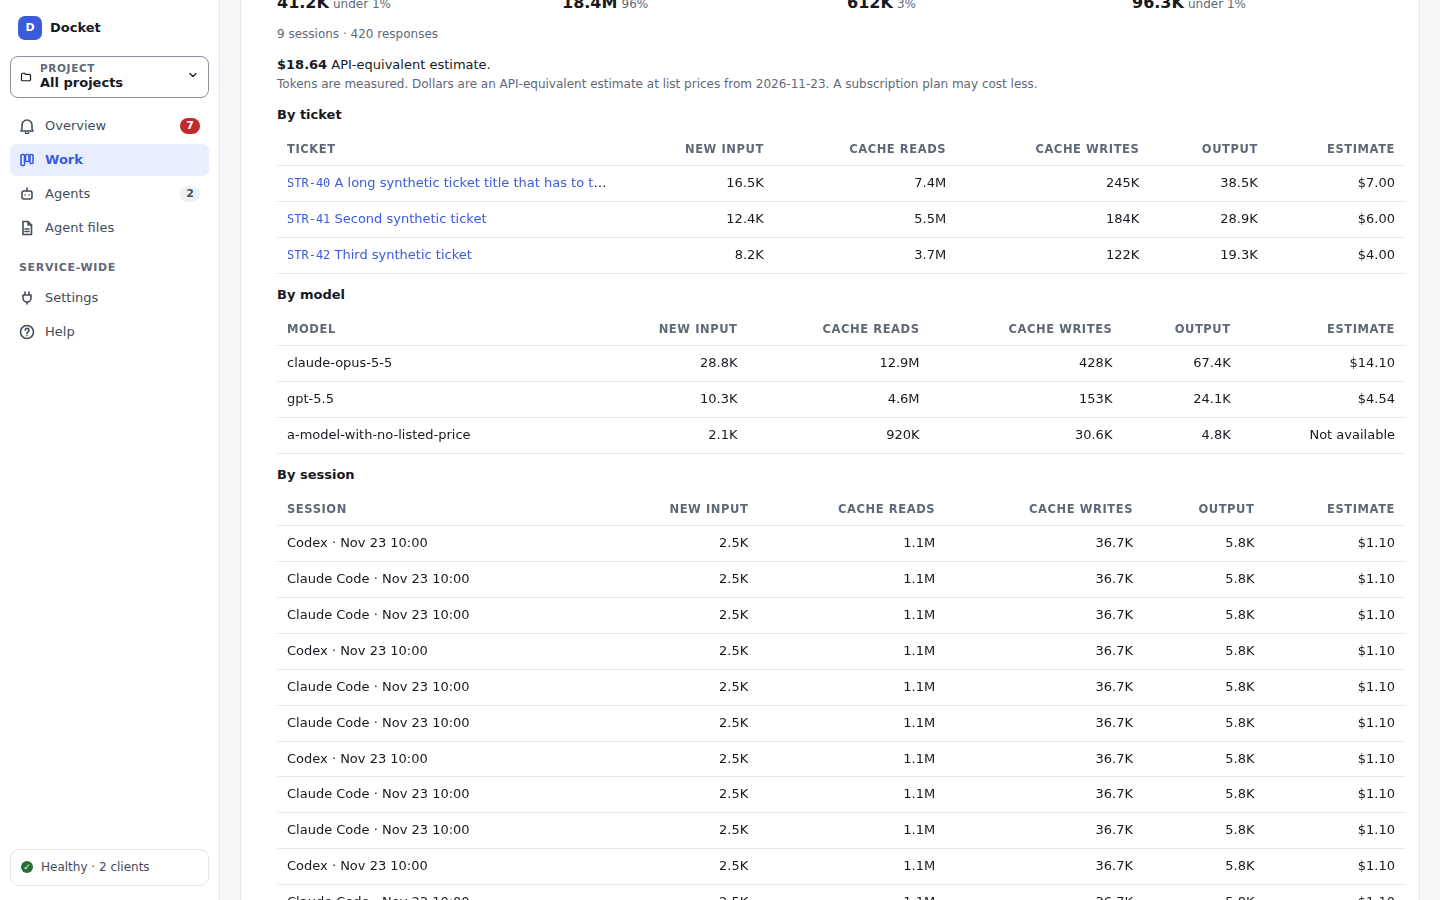 D Docket
PROJECT
All projects
Overview 7
Work
Agents 2
Agent files
SERVICE-WIDE
Settings
Help
Healthy · 2 clients
41.2K under 1% 18.4M 96% 612K 3% 96.3K under 1%
9 sessions · 420 responses
$18.64 API-equivalent estimate.
Tokens are measured. Dollars are an API-equivalent estimate at list prices from 2026-11-23. A subscription plan may cost less.
By ticket
TICKET NEW INPUT CACHE READS CACHE WRITES OUTPUT ESTIMATE
STR-40 A long synthetic ticket title that has to t… 16.5K 7.4M 245K 38.5K $7.00
STR-41 Second synthetic ticket 12.4K 5.5M 184K 28.9K $6.00
STR-42 Third synthetic ticket 8.2K 3.7M 122K 19.3K $4.00
By model
MODEL NEW INPUT CACHE READS CACHE WRITES OUTPUT ESTIMATE
claude-opus-5-5 28.8K 12.9M 428K 67.4K $14.10
gpt-5.5 10.3K 4.6M 153K 24.1K $4.54
a-model-with-no-listed-price 2.1K 920K 30.6K 4.8K Not available
By session
SESSION NEW INPUT CACHE READS CACHE WRITES OUTPUT ESTIMATE
Codex · Nov 23 10:00 2.5K 1.1M 36.7K 5.8K $1.10
Claude Code · Nov 23 10:00 2.5K 1.1M 36.7K 5.8K $1.10
Claude Code · Nov 23 10:00 2.5K 1.1M 36.7K 5.8K $1.10
Codex · Nov 23 10:00 2.5K 1.1M 36.7K 5.8K $1.10
Claude Code · Nov 23 10:00 2.5K 1.1M 36.7K 5.8K $1.10
Claude Code · Nov 23 10:00 2.5K 1.1M 36.7K 5.8K $1.10
Codex · Nov 23 10:00 2.5K 1.1M 36.7K 5.8K $1.10
Claude Code · Nov 23 10:00 2.5K 1.1M 36.7K 5.8K $1.10
Claude Code · Nov 23 10:00 2.5K 1.1M 36.7K 5.8K $1.10
Codex · Nov 23 10:00 2.5K 1.1M 36.7K 5.8K $1.10
Claude Code · Nov 23 10:00 2.5K 1.1M 36.7K 5.8K $1.10